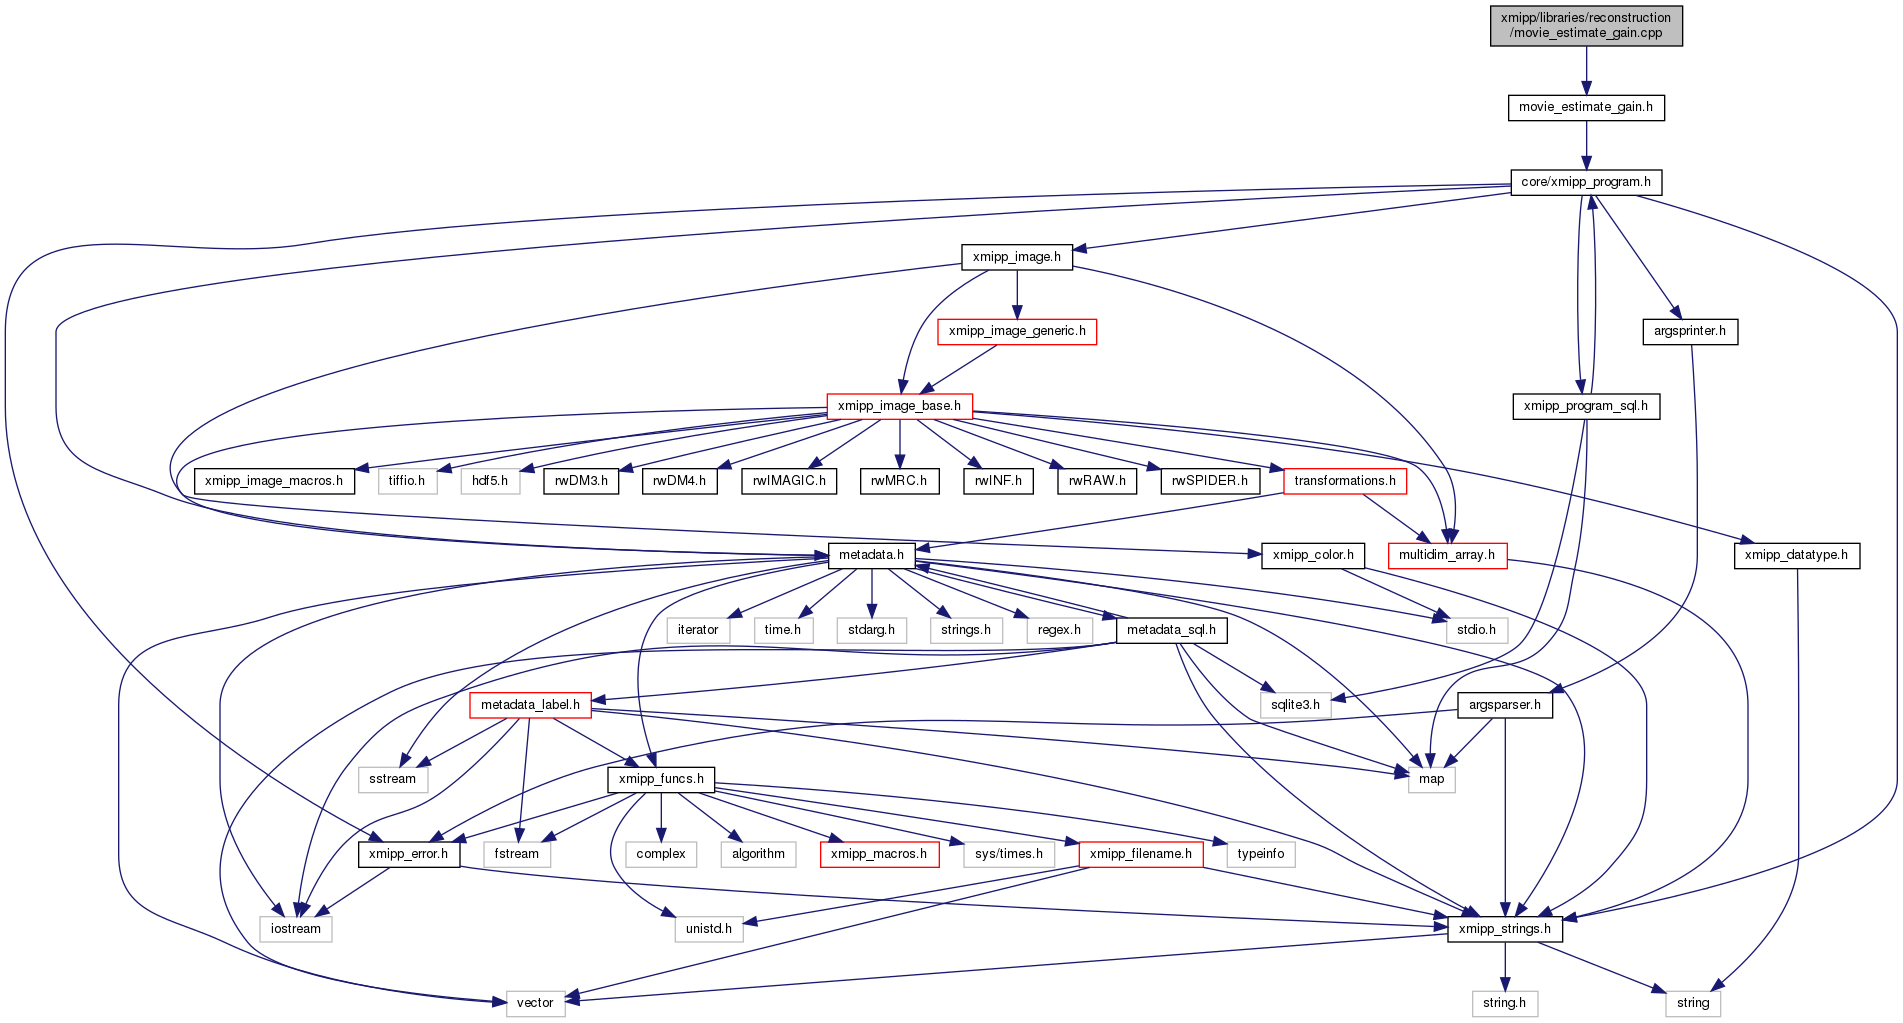 xmipp/libraries/reconstruction
/movie_estimate_gain.cpp
movie_estimate_gain.h
core/xmipp_program.h
xmipp_image.h
xmipp_image_generic.h
argsprinter.h
xmipp_image_base.h
xmipp_program_sql.h
xmipp_image_macros.h
tiffio.h
hdf5.h
rwDM3.h
rwDM4.h
rwIMAGIC.h
rwMRC.h
rwINF.h
rwRAW.h
rwSPIDER.h
transformations.h
metadata.h
xmipp_color.h
multidim_array.h
xmipp_datatype.h
iterator
time.h
stdarg.h
strings.h
regex.h
metadata_sql.h
stdio.h
metadata_label.h
sqlite3.h
argsparser.h
sstream
xmipp_funcs.h
map
xmipp_error.h
fstream
complex
algorithm
xmipp_macros.h
sys/times.h
xmipp_filename.h
typeinfo
iostream
unistd.h
xmipp_strings.h
vector
string.h
string